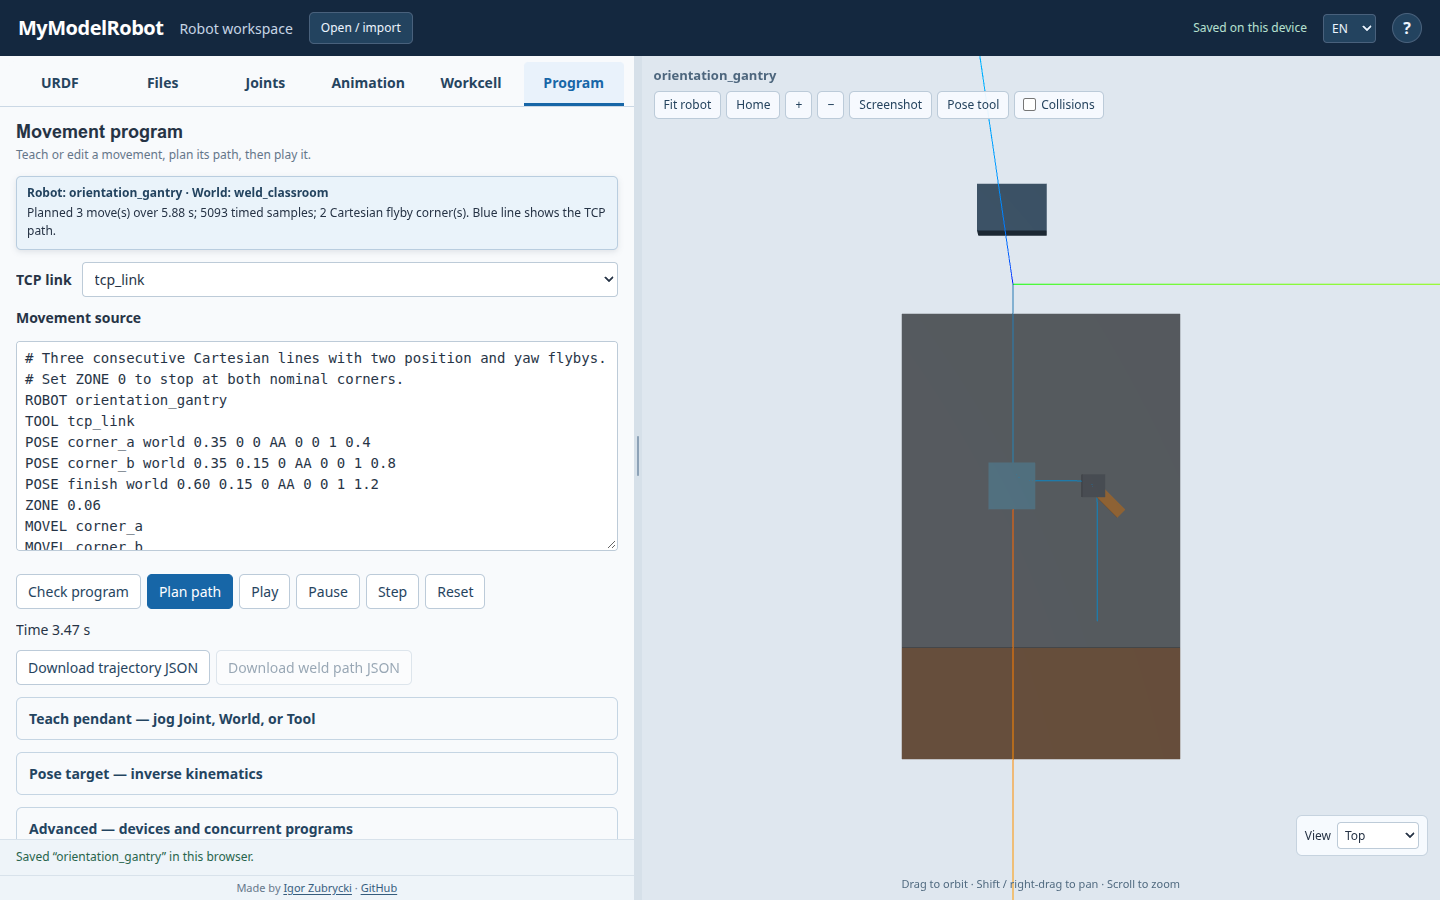 MyModelRobot Robot workspace Open / import Saved on this device EN ?
URDF Files Joints Animation Workcell Program
Movement program
Teach or edit a movement, plan its path, then play it.
Robot: orientation_gantry · World: weld_classroom
Planned 3 move(s) over 5.88 s; 5093 timed samples; 2 Cartesian flyby corner(s). Blue line shows the TCP
path.
TCP link tcp_link
Movement source
# Three consecutive Cartesian lines with two position and yaw flybys.
# Set ZONE 0 to stop at both nominal corners.
ROBOT orientation_gantry
TOOL tcp_link
POSE corner_a world 0.35 0 0 AA 0 0 1 0.4
POSE corner_b world 0.35 0.15 0 AA 0 0 1 0.8
POSE finish world 0.60 0.15 0 AA 0 0 1 1.2
ZONE 0.06
MOVEL corner_a
MOVEL corner_b
Check program Plan path Play Pause Step Reset
Time 3.47 s
Download trajectory JSON Download weld path JSON
Teach pendant — jog Joint, World, or Tool
Pose target — inverse kinematics
Advanced — devices and concurrent programs
Saved “orientation_gantry” in this browser.
Made by Igor Zubrycki · GitHub
orientation_gantry
Fit robot Home + − Screenshot Pose tool Collisions
View Top
Drag to orbit · Shift / right-drag to pan · Scroll to zoom